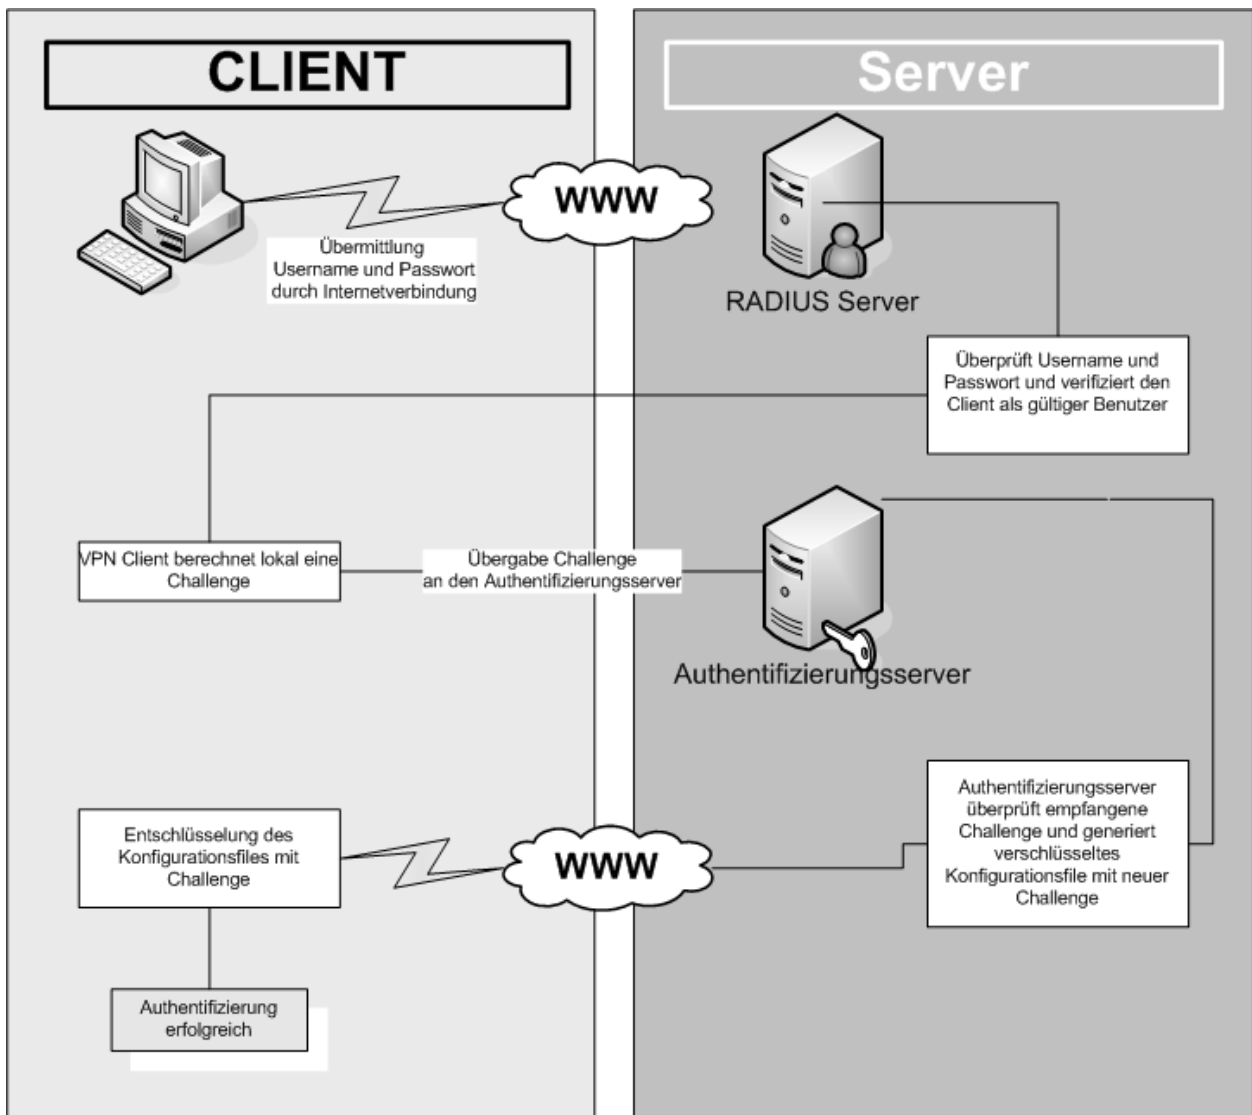 CLIENT
Server
WWW
Übermittlung
Username und Passwort
durch Internetverbindung
RADIUS Server
Überprüft Username und
Passwort und verifiziert den
Client als gültiger Benutzer
VPN Client berechnet lokal eine
Challenge
Übergabe Challenge
an den Authentifizierungsserver
Authentifizierungsserver
Authentifizierungsserver
überprüft empfangene
Challenge und generiert
verschlüsseltes
Konfigurationsfile mit neuer
Challenge
WWW
Entschlüsselung des
Konfigurationsfiles mit
Challenge
Authentifizierung
erfolgreich